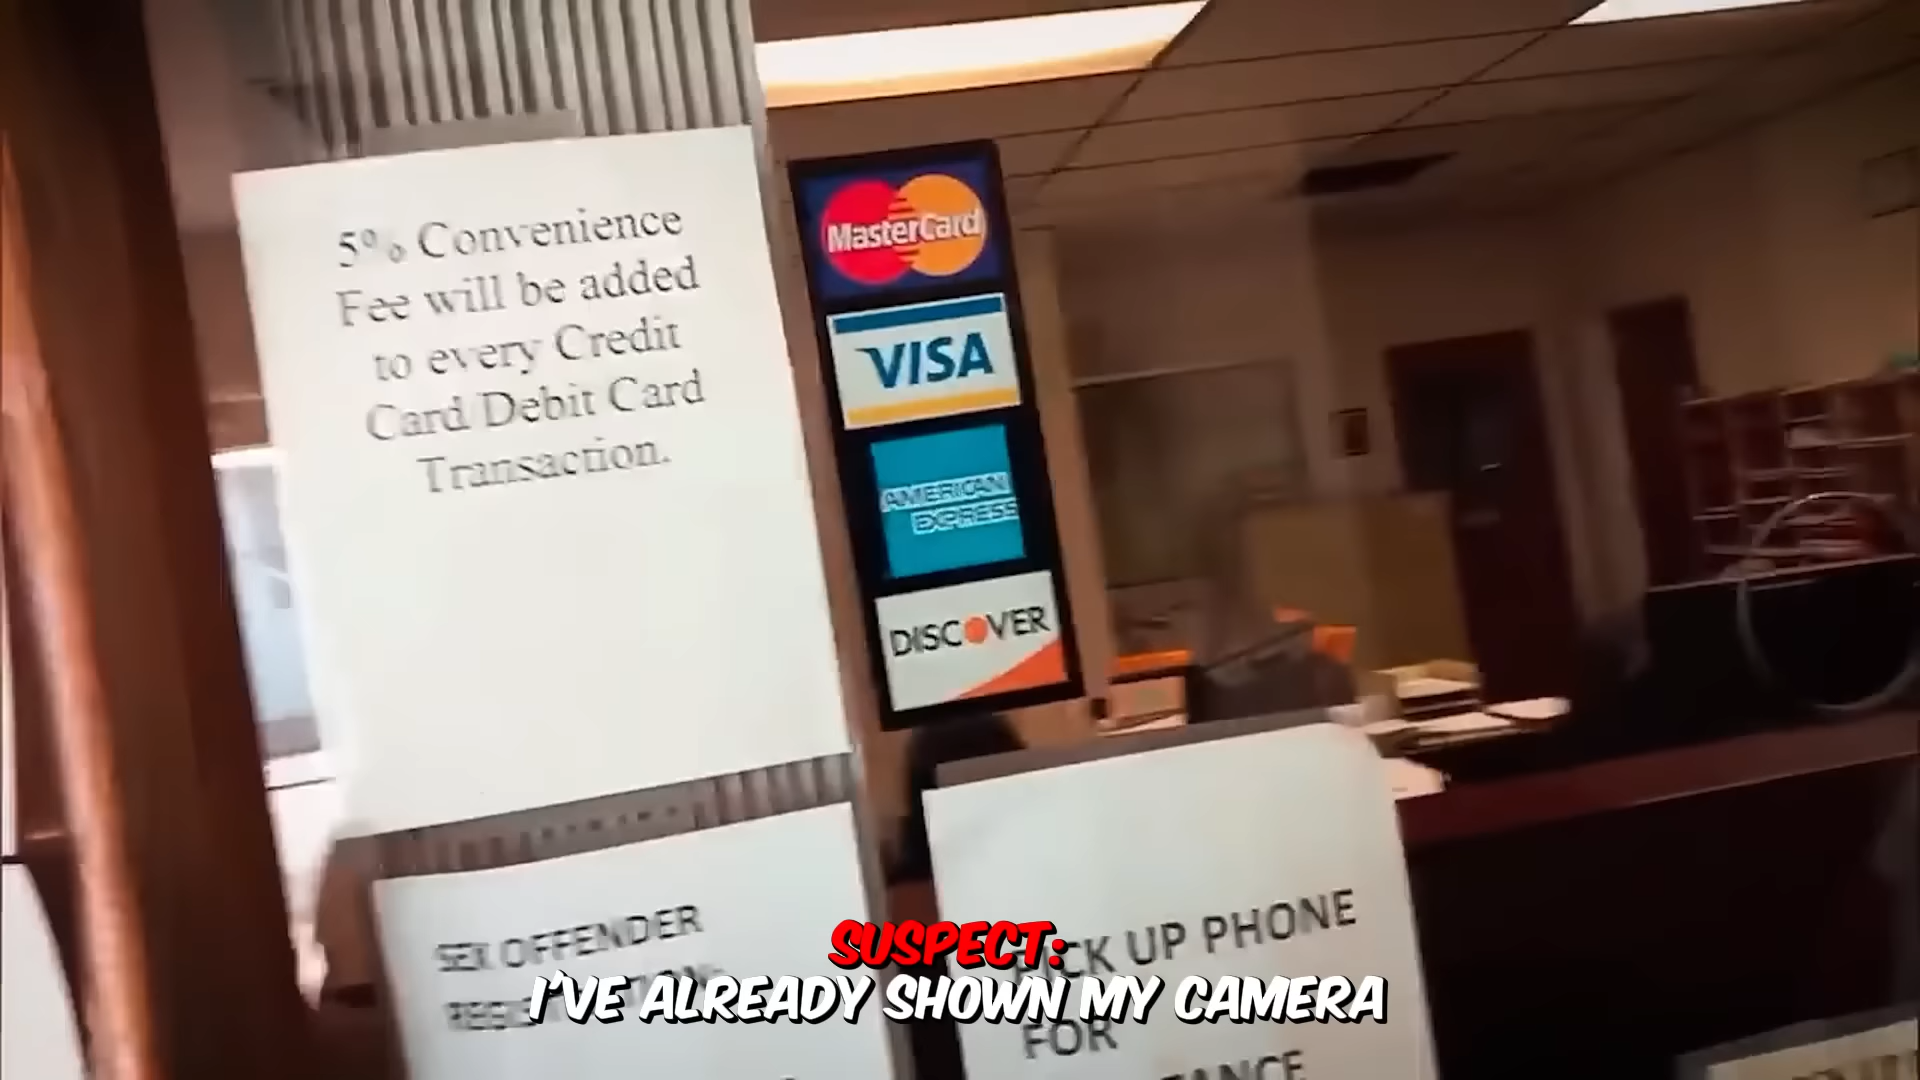 5% Convenience
Fee will be added
to every Credit
Card/Debit Card
Transaction.
MasterCard
VISA
AMERICAN
EXPRESS
DISCOVER
SEX OFFENDER
PICK UP PHONE
FOR
SUSPECT:
I'VE ALREADY SHOWN MY CAMERA